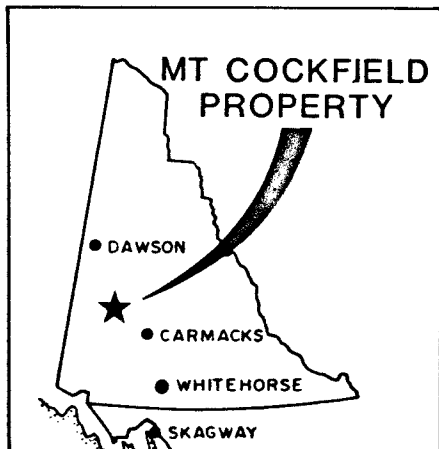 MT COCKFIELD
PROPERTY
DAWSON
CARMACKS
WHITEHORSE
SKAGWAY